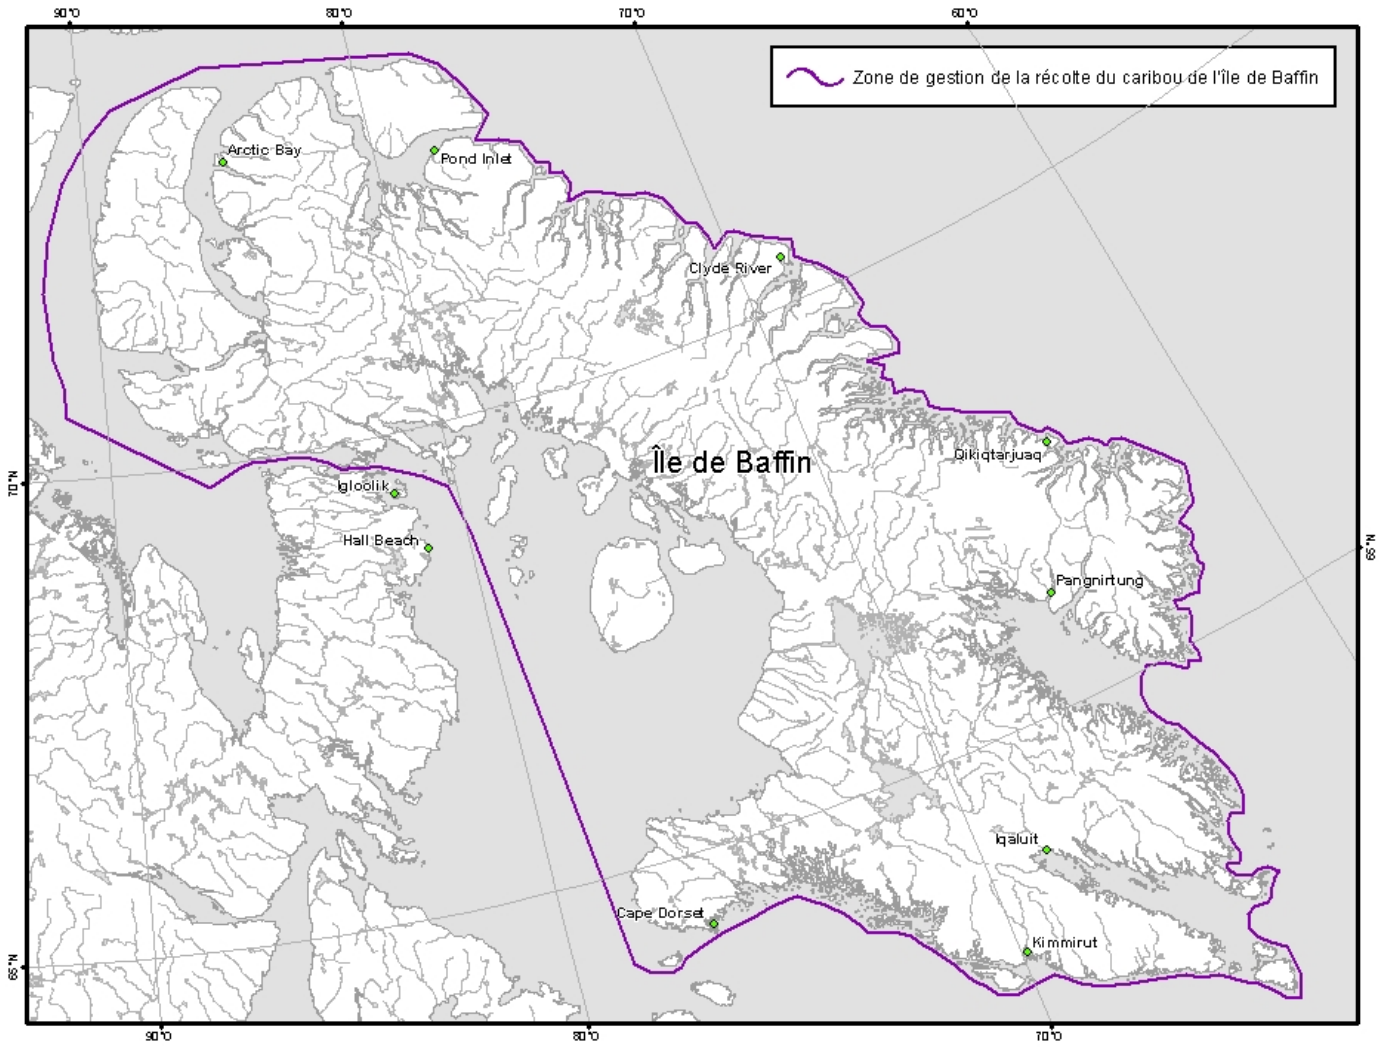 90°O 80°O 70°O 60°O
Zone de gestion de la récolte du caribou de l'île de Baffin
Arctic Bay
Pond Inlet
Clyde River
Qikiqtarjuaq
Île de Baffin
70°N
Igloolik
Hall Beach
65°N
Pangnirtung
Iqaluit
Cape Dorset
Kimmirut
65°N
90°O 80°O 70°O